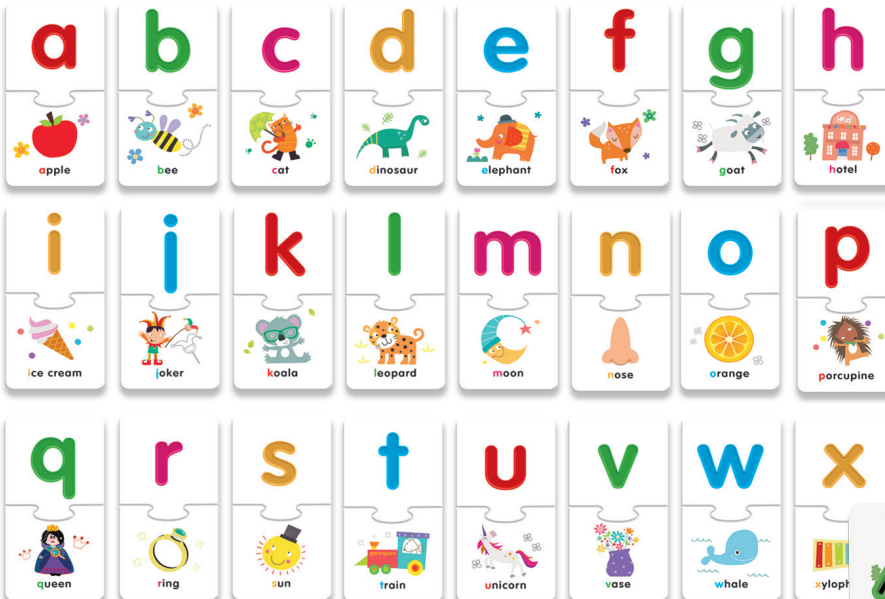 a b c d e f g h
apple bee cat dinosaur elephant fox goat hotel
i j k l m n o p
ice cream joker koala leopard moon nose orange porcupine
q r s t u v w x
queen ring sun train unicorn vase whale xyloph